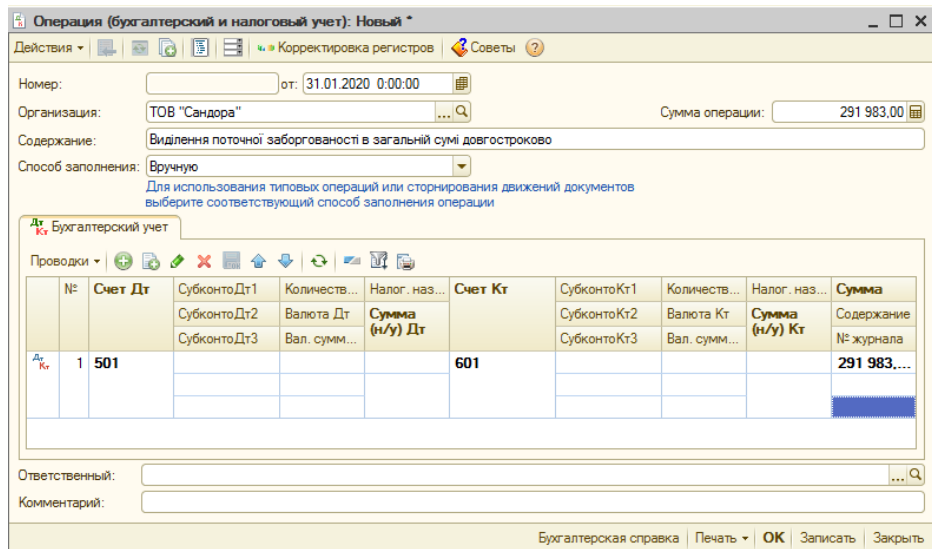 Операция (бухгалтерский и налоговый учет): Новый *
Действия Корректировка регистров Советы
Номер: от: 31.01.2020 0:00:00
Организация: ТОВ "Сандора" ... Сумма операции: 291 983,00
Содержание: Виділення поточної заборгованості в загальній сумі довгостроково
Способ заполнения: Вручную
Для использования типовых операций или сторнирования движений документов
выберите соответствующий способ заполнения операции
Дт Кт Бухгалтерский учет
Проводки
№ Счет Дт СубконтоДт1 Количеств... Налог. наз... Счет Кт СубконтоКт1 Количеств... Налог. наз... Сумма
СубконтоДт2 Валюта Дт Сумма (н/у) Дт СубконтоКт2 Валюта Кт Сумма (н/у) Кт Содержание
СубконтоДт3 Вал. сумм... СубконтоКт3 Вал. сумм... № журнала
Дт Кт 1 501 601 291 983,...
Ответственный: ...
Комментарий:
Бухгалтерская справка Печать OK Записать Закрыть